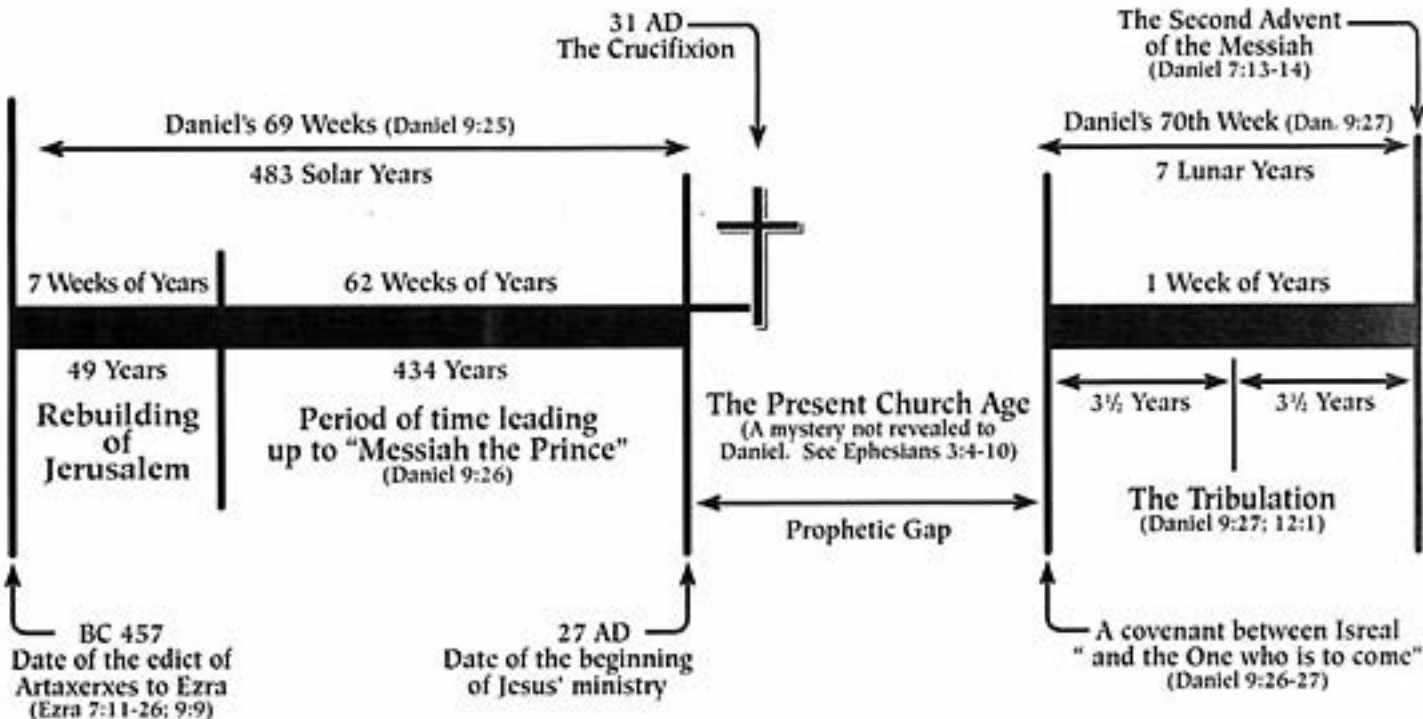 31 AD
The Crucifixion
The Second Advent
of the Messiah
(Daniel 7:13-14)
Daniel's 69 Weeks (Daniel 9:25)
483 Solar Years
Daniel's 70th Week (Dan. 9:27)
7 Lunar Years
7 Weeks of Years
62 Weeks of Years
1 Week of Years
49 Years
434 Years
3½ Years
3½ Years
Rebuilding
of
Jerusalem
Period of time leading
up to "Messiah the Prince"
(Daniel 9:26)
The Present Church Age
(A mystery not revealed to
Daniel. See Ephesians 3:4-10)
Prophetic Gap
The Tribulation
(Daniel 9:27; 12:1)
BC 457
Date of the edict of
Artaxerxes to Ezra
(Ezra 7:11-26; 9:9)
27 AD
Date of the beginning
of Jesus' ministry
A covenant between Isreal
" and the One who is to come"
(Daniel 9:26-27)